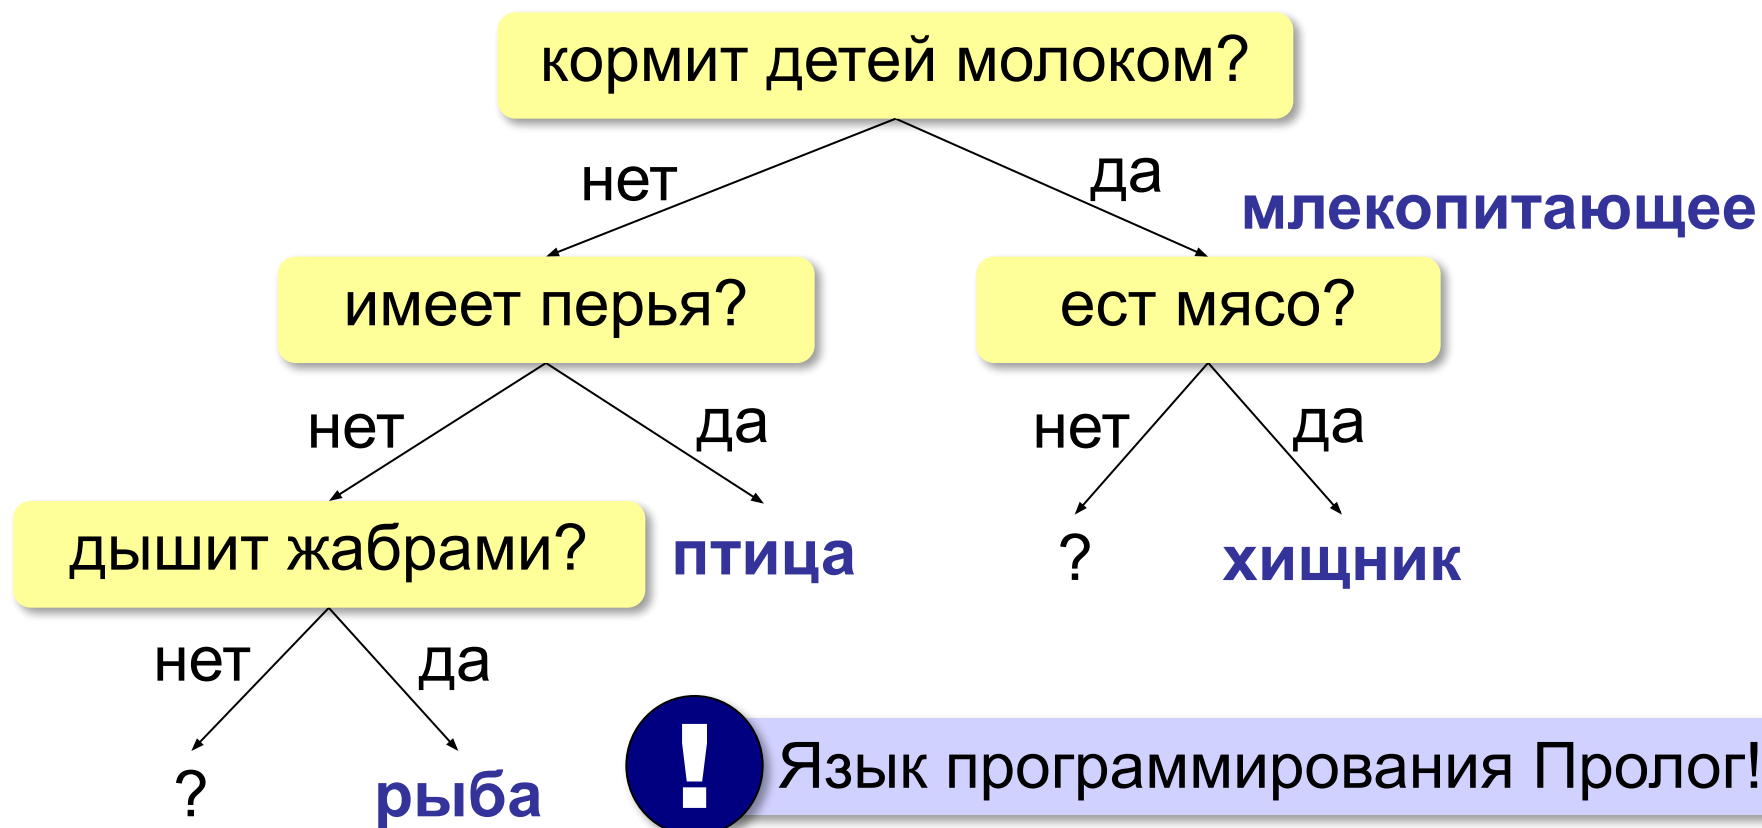 кормит детей молоком?
нет
да
млекопитающее
имеет перья?
ест мясо?
нет
да
нет
да
дышит жабрами?
птица
?
хищник
нет
да
!
Язык программирования Пролог!
?
рыба